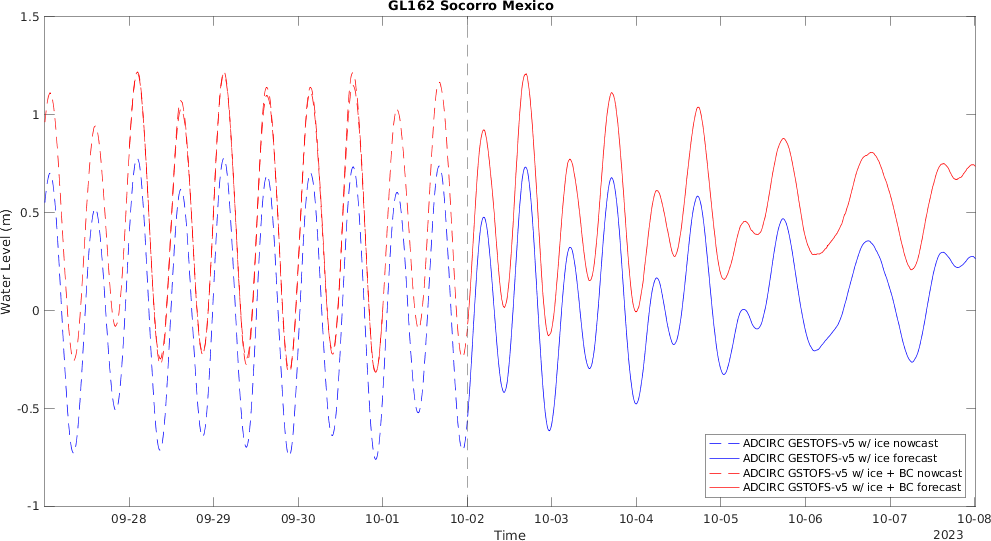 GL162 Socorro Mexico
1.5
1
0.5
0
-0.5
-1
Water Level (m)
09-28
09-29
09-30
10-01
10-02
10-03
10-04
10-05
10-06
10-07
10-08
Time
2023
ADCIRC GESTOFS-v5 w/ ice nowcast
ADCIRC GESTOFS-v5 w/ ice forecast
ADCIRC GSTOFS-v5 w/ ice + BC nowcast
ADCIRC GSTOFS-v5 w/ ice + BC forecast